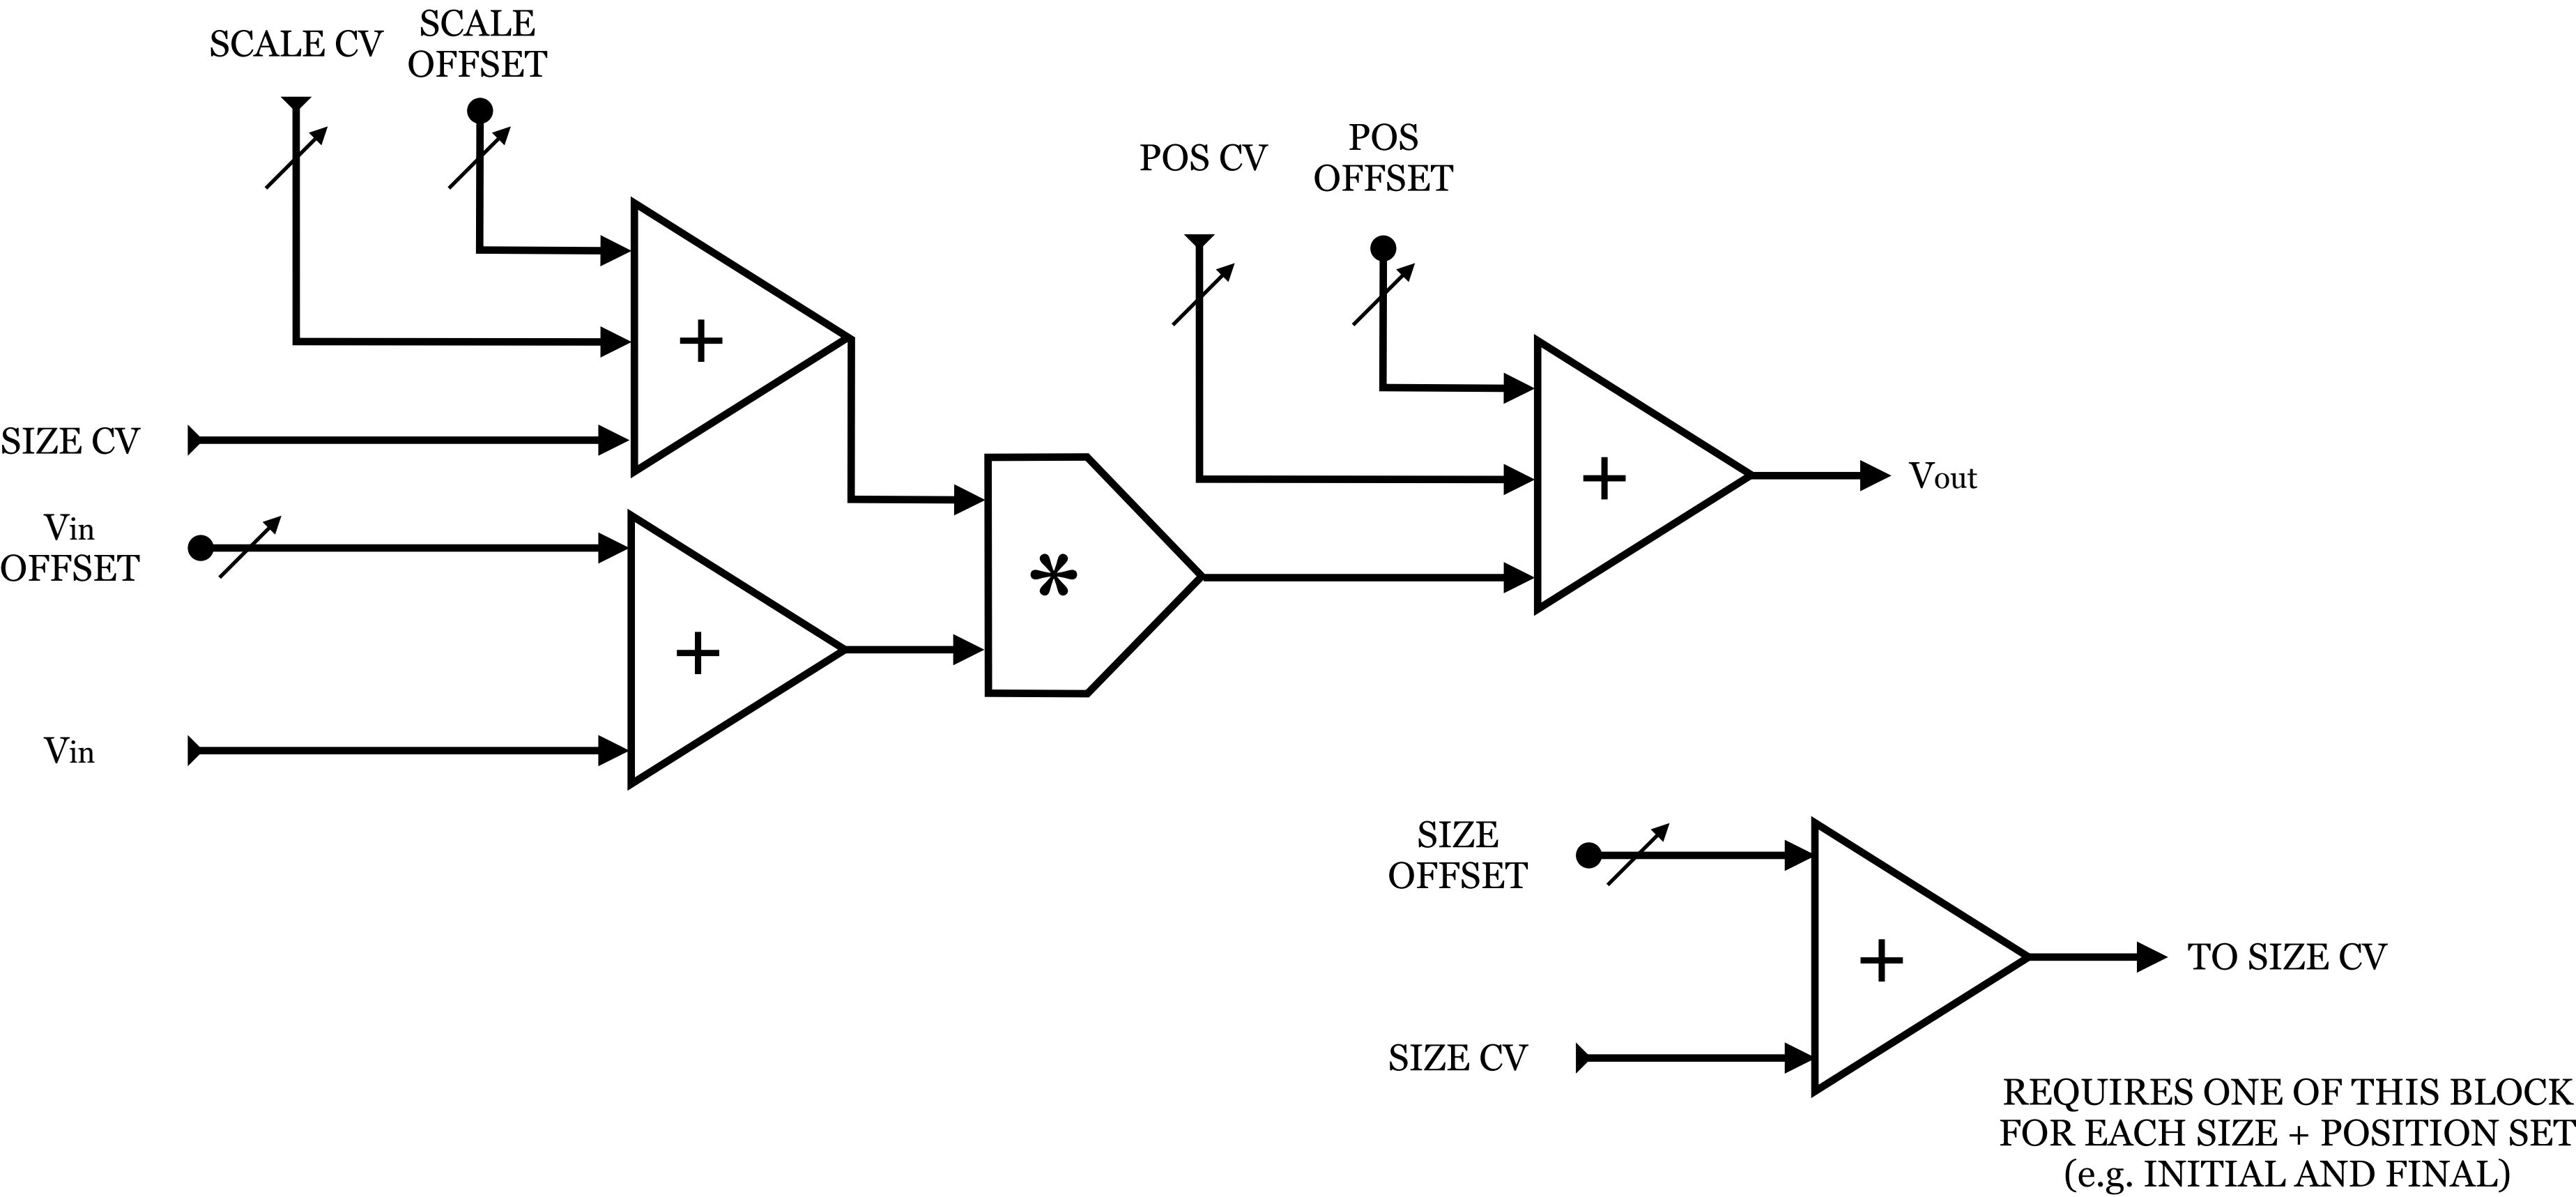 SCALE CV
SCALE
OFFSET
POS CV
POS
OFFSET
+
SIZE CV
+
Vout
Vin
OFFSET
*
+
Vin
SIZE
OFFSET
+
TO SIZE CV
SIZE CV
REQUIRES ONE OF THIS BLOCK
FOR EACH SIZE + POSITION SET
(e.g. INITIAL AND FINAL)